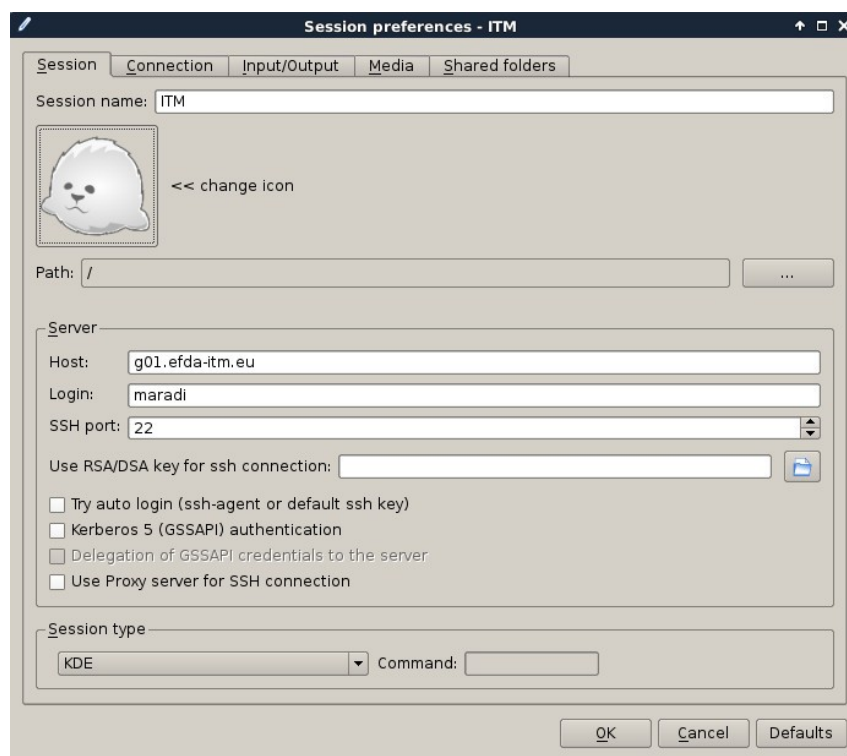 Session preferences - ITM
Session Connection Input/Output Media Shared folders
Session name: ITM
<< change icon
Path: / ...
Server
Host: g01.efda-itm.eu
Login: maradi
SSH port: 22
Use RSA/DSA key for ssh connection:
Try auto login (ssh-agent or default ssh key)
Kerberos 5 (GSSAPI) authentication
Delegation of GSSAPI credentials to the server
Use Proxy server for SSH connection
Session type
KDE Command:
OK Cancel Defaults